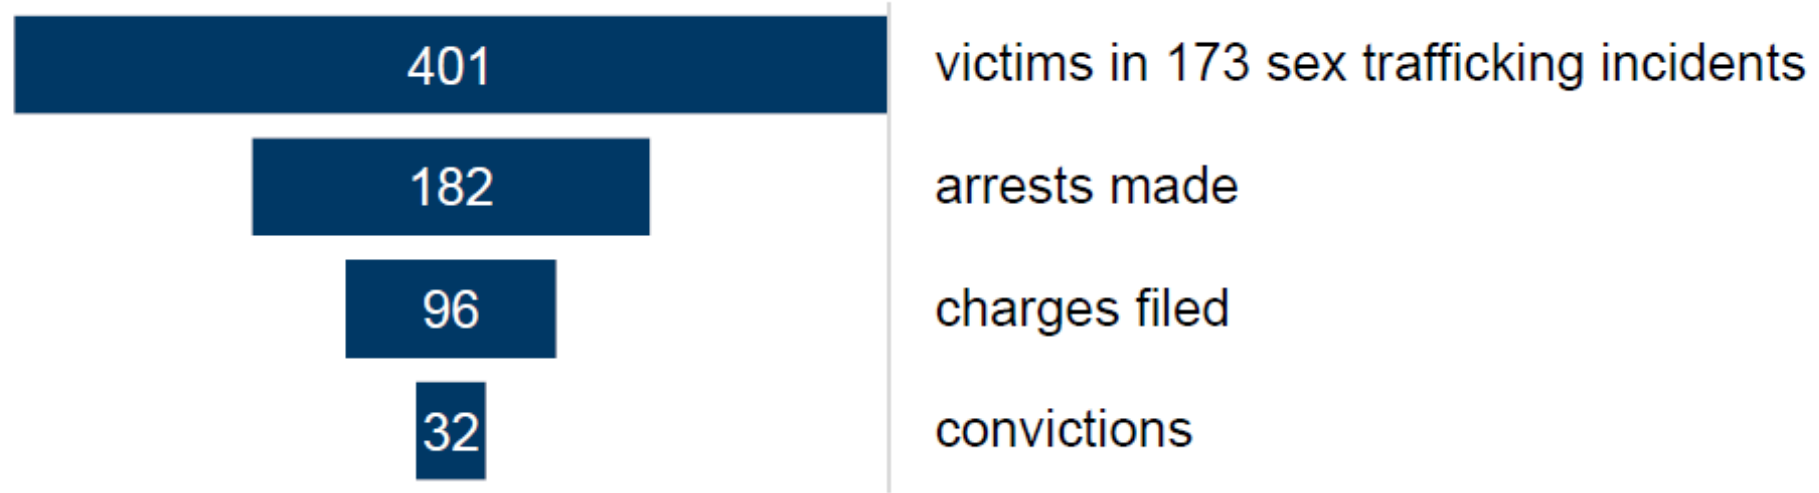 401 victims in 173 sex trafficking incidents
182 arrests made
96 charges filed
32 convictions